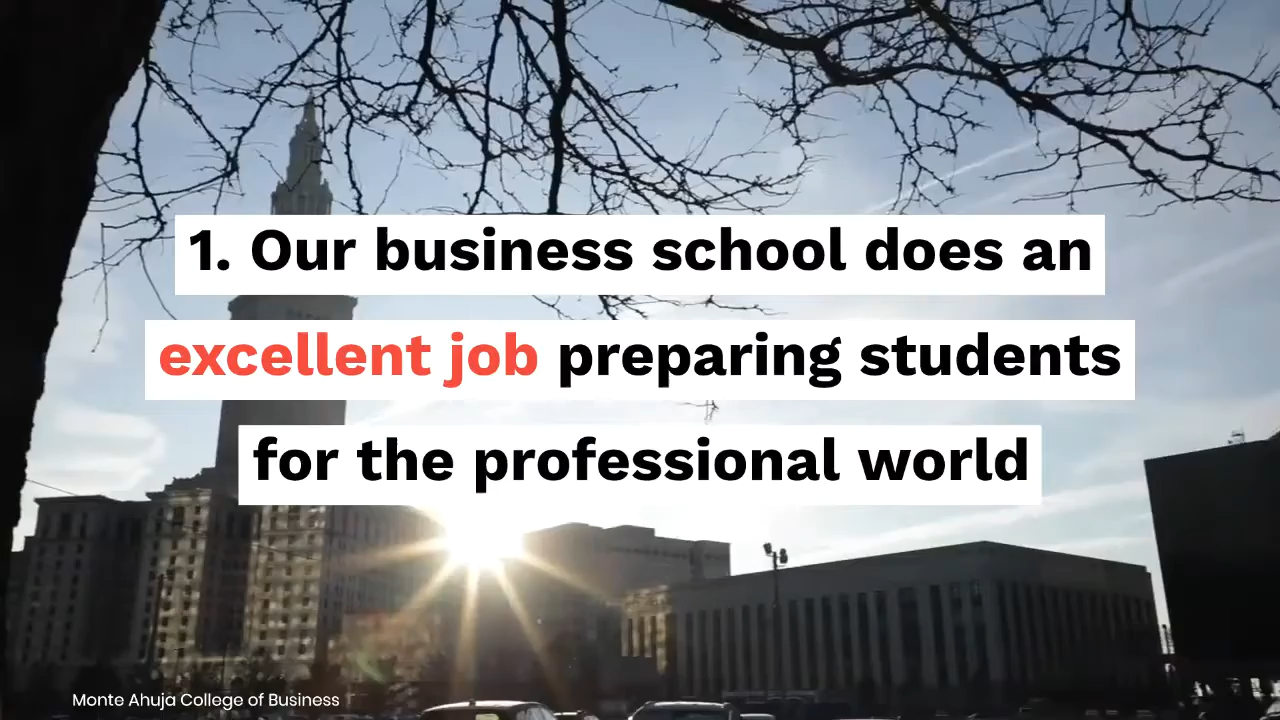 1. Our business school does an
excellent job preparing students
for the professional world
Monte Ahuja College of Business